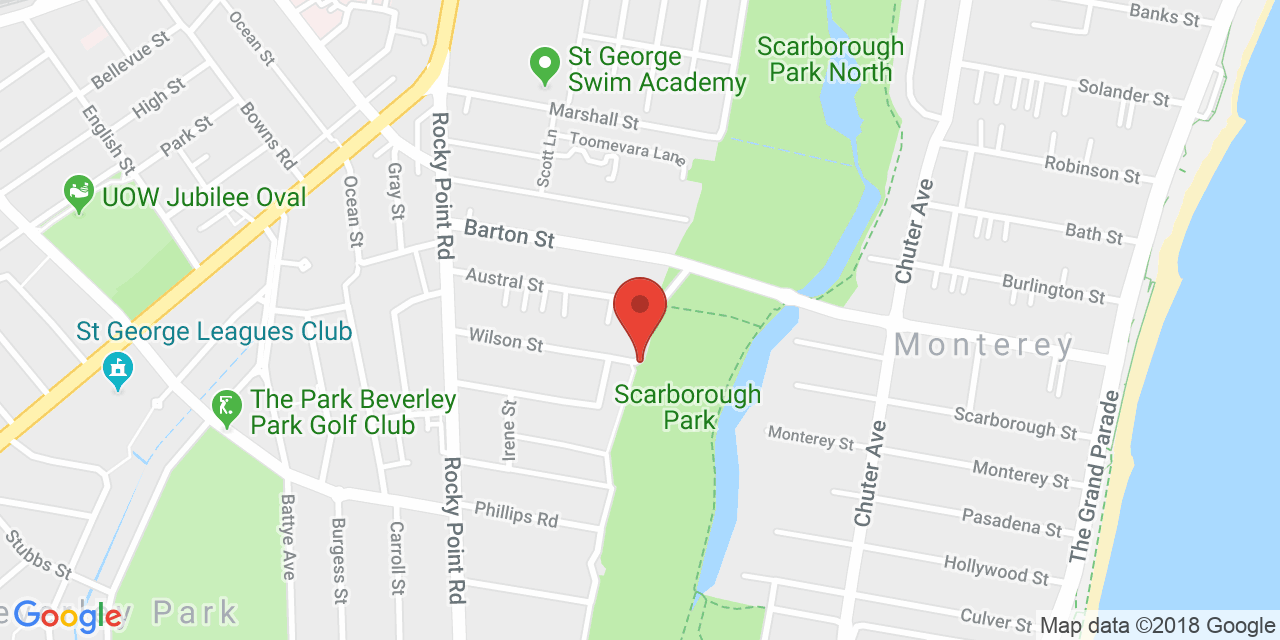 Banks St
Ocean St
Bellevue St
Scarborough
Park North
St George
Swim Academy
High St
Solander St
English St
Bowns Rd
Park St
Marshall St
Rocky Point Rd
Toomevara Lane
Scott Ln
Robinson St
Gray St
Ocean St
UOW Jubilee Oval
Chuter Ave
Barton St
Bath St
Austral St
Burlington St
St George Leagues Club
Wilson St
Monterey
Scarborough
Park
The Park Beverley
Park Golf Club
Irene St
Scarborough St
The Grand Parade
Monterey St
Monterey St
Chuter Ave
Rocky Point Rd
Phillips Rd
Pasadena St
Battye Ave
Burgess St
Carroll St
Stubbs St
Hollywood St
Culver St
Beverley Park
Google
Map data ©2018 Google